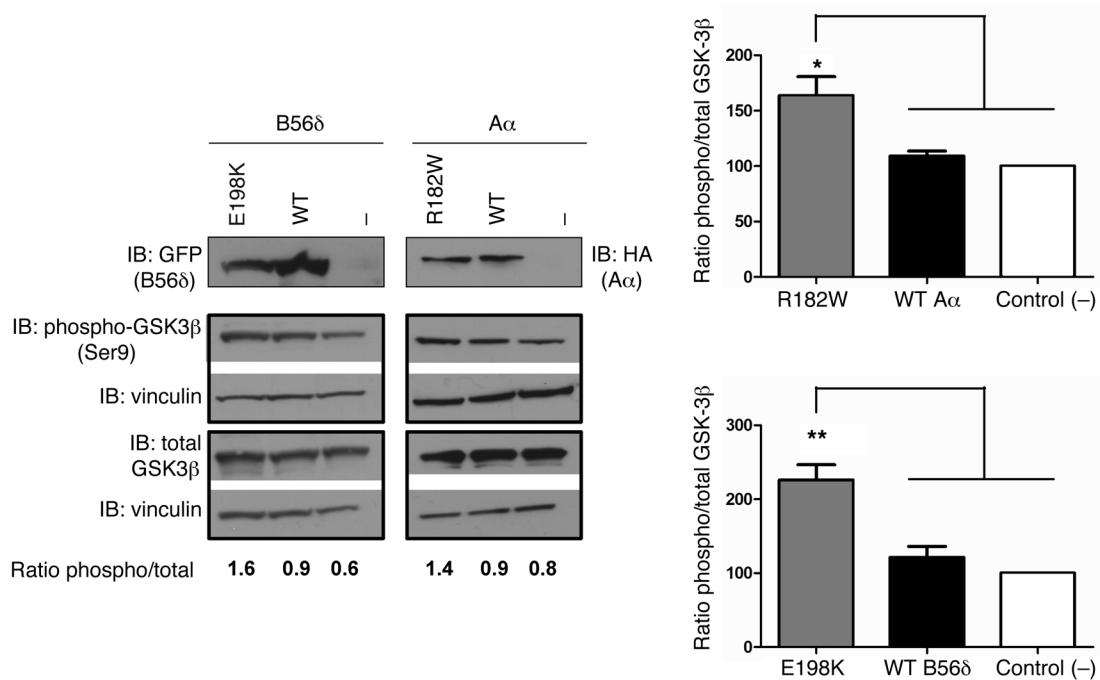 B56δ
Aα
E198K
WT
–
R182W
WT
–
IB: GFP
(B56δ)
IB: HA
(Aα)
IB: phospho-GSK3β
(Ser9)
IB: vinculin
IB: total
GSK3β
IB: vinculin
Ratio phospho/total 1.6 0.9 0.6 1.4 0.9 0.8
Ratio phospho/total GSK-3β
200
150
100
50
0
*
R182W WT Aα Control (–)
Ratio phospho/total GSK-3β
300
200
100
0
**
E198K WT B56δ Control (–)